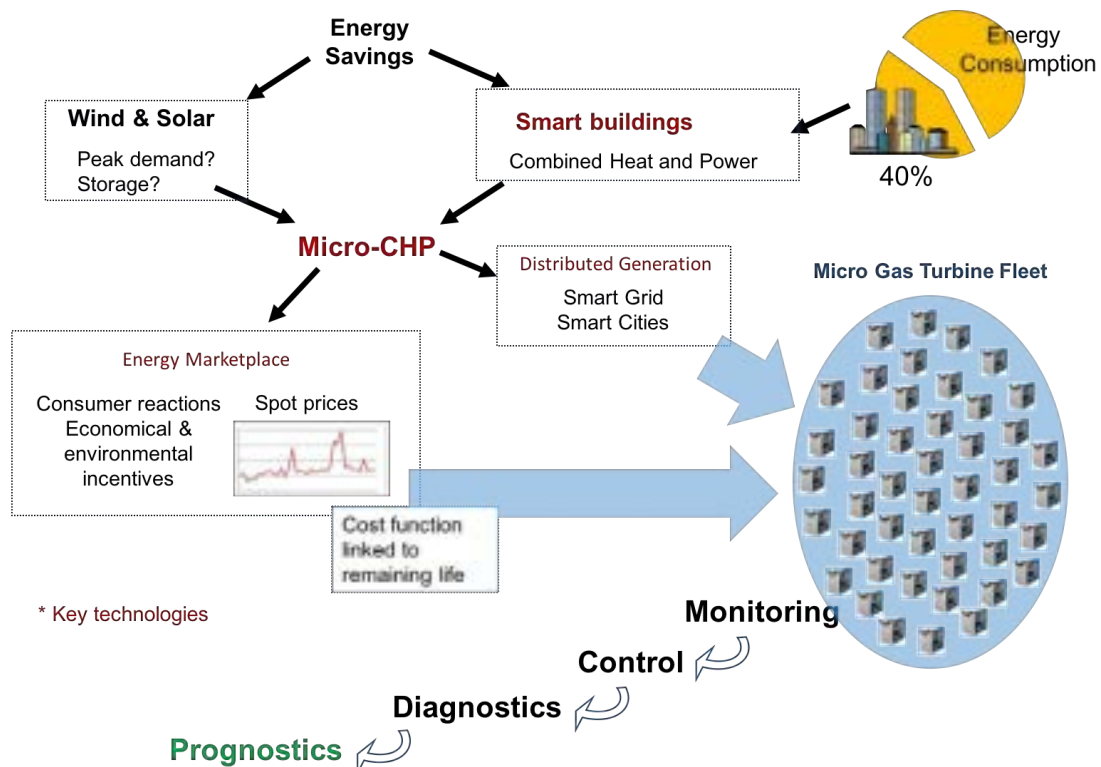 Energy
Savings
Energy
Consumption
Wind & Solar
Peak demand?
Storage?
Smart buildings
Combined Heat and Power
40%
Micro-CHP
Distributed Generation
Smart Grid
Smart Cities
Micro Gas Turbine Fleet
Energy Marketplace
Consumer reactions
Economical &
environmental
incentives
Spot prices
Cost function
linked to
remaining life
* Key technologies
Monitoring
Control
Diagnostics
Prognostics